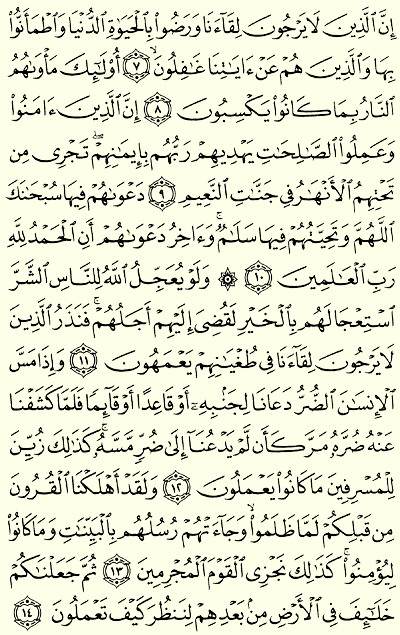 إِنَّ ٱلَّذِينَ لَا يَرْجُونَ لِقَآءَنَا وَرَضُوا۟ بِٱلْحَيَوٰةِ ٱلدُّنْيَا وَٱطْمَأَنُّوا۟
بِهَا وَٱلَّذِينَ هُمْ عَنْ ءَايَـٰتِنَا غَـٰفِلُونَ ۙ ٧ أُو۟لَـٰٓئِكَ مَأْوَىٰهُمُ
ٱلنَّارُ بِمَا كَانُوا۟ يَكْسِبُونَ ٨ إِنَّ ٱلَّذِينَ ءَامَنُوا۟
وَعَمِلُوا۟ ٱلصَّـٰلِحَـٰتِ يَهْدِيهِمْ رَبُّهُم بِإِيمَـٰنِهِمْ ۖ تَجْرِى مِن
تَحْتِهِمُ ٱلْأَنْهَـٰرُ فِى جَنَّـٰتِ ٱلنَّعِيمِ ٩ دَعْوَىٰهُمْ فِيهَا سُبْحَـٰنَكَ
ٱللَّهُمَّ وَتَحِيَّتُهُمْ فِيهَا سَلَـٰمٌ ۚ وَءَاخِرُ دَعْوَىٰهُمْ أَنِ ٱلْحَمْدُ لِلَّهِ
رَبِّ ٱلْعَـٰلَمِينَ ١٠ ۞ وَلَوْ يُعَجِّلُ ٱللَّهُ لِلنَّاسِ ٱلشَّرَّ
ٱسْتِعْجَالَهُم بِٱلْخَيْرِ لَقُضِىَ إِلَيْهِمْ أَجَلُهُمْ ۖ فَنَذَرُ ٱلَّذِينَ
لَا يَرْجُونَ لِقَآءَنَا فِى طُغْيَـٰنِهِمْ يَعْمَهُونَ ١١ وَإِذَا مَسَّ
ٱلْإِنسَـٰنَ ٱلضُّرُّ دَعَانَا لِجَنۢبِهِۦٓ أَوْ قَاعِدًا أَوْ قَآئِمًا فَلَمَّا كَشَفْنَا
عَنْهُ ضُرَّهُۥ مَرَّ كَأَن لَّمْ يَدْعُنَآ إِلَىٰ ضُرٍّ مَّسَّهُۥ ۚ كَذَٰلِكَ زُيِّنَ
لِلْمُسْرِفِينَ مَا كَانُوا۟ يَعْمَلُونَ ١٢ وَلَقَدْ أَهْلَكْنَا ٱلْقُرُونَ
مِن قَبْلِكُمْ لَمَّا ظَلَمُوا۟ ۙ وَجَآءَتْهُمْ رُسُلُهُم بِٱلْبَيِّنَـٰتِ وَمَا كَانُوا۟
لِيُؤْمِنُوا۟ ۚ كَذَٰلِكَ نَجْزِى ٱلْقَوْمَ ٱلْمُجْرِمِينَ ١٣ ثُمَّ جَعَلْنَـٰكُمْ
خَلَـٰٓئِفَ فِى ٱلْأَرْضِ مِنۢ بَعْدِهِمْ لِنَنظُرَ كَيْفَ تَعْمَلُونَ ١٤